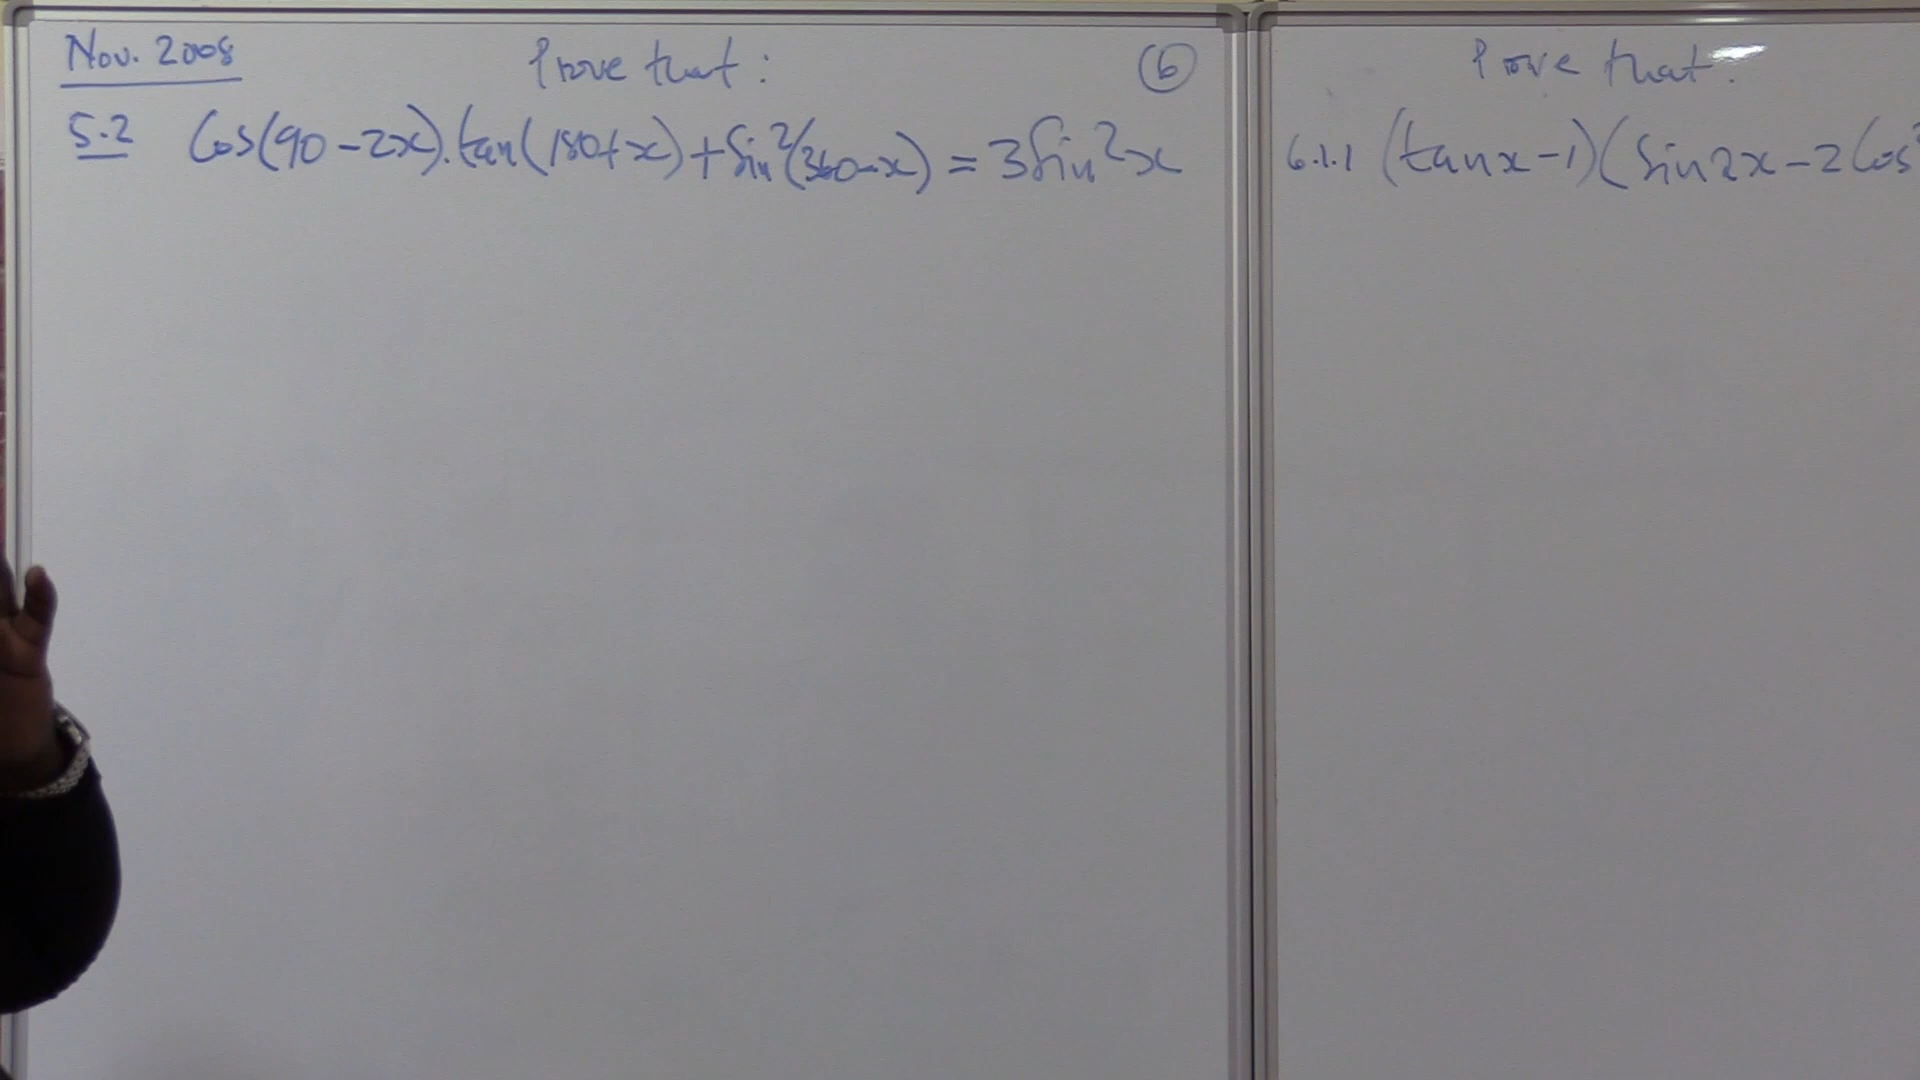 Nov. 2008
Prove that :
6
5.2 Cos(90-2x).tan(180+x)+Sin²(360-x) = 3Sin²x
Prove that:
6.1.1 (tanx-1)(Sin2x-2Cos²